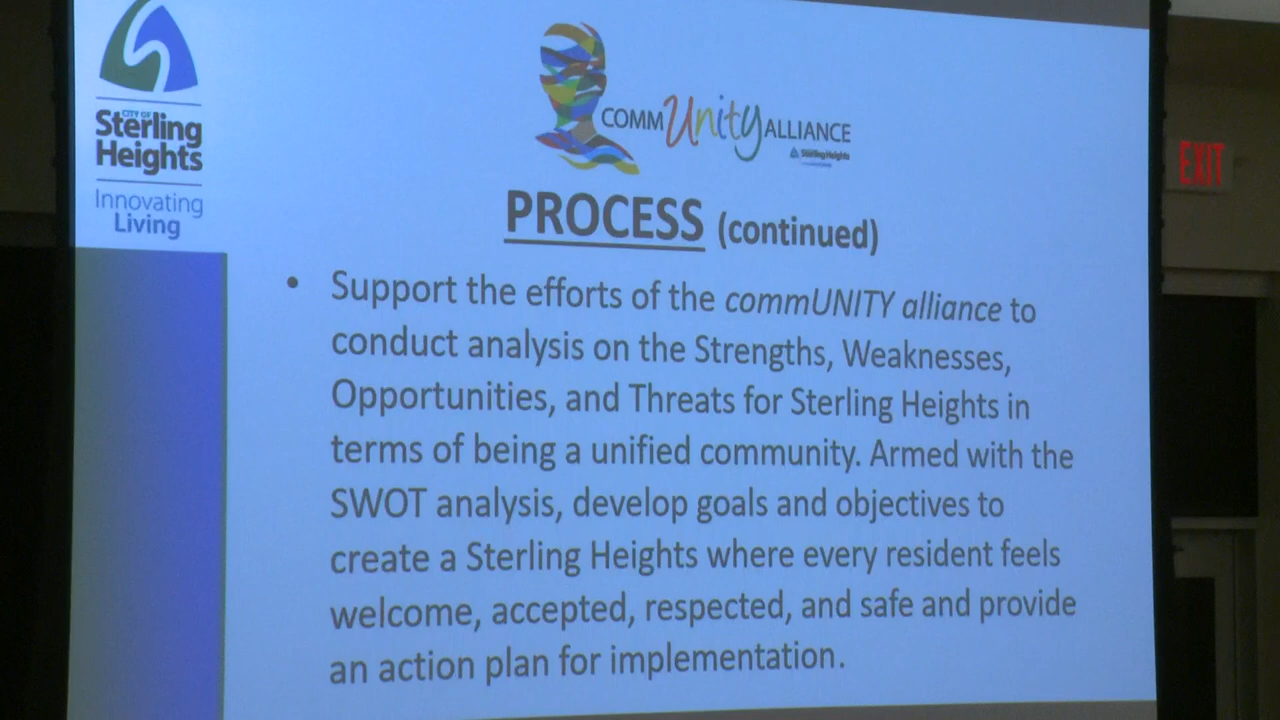 CITY OF
Sterling
Heights
Innovating
Living
COMMUnityALLIANCE
Sterling Heights
EXIT
PROCESS (continued)
• Support the efforts of the commUNITY alliance to
conduct analysis on the Strengths, Weaknesses,
Opportunities, and Threats for Sterling Heights in
terms of being a unified community. Armed with the
SWOT analysis, develop goals and objectives to
create a Sterling Heights where every resident feels
welcome, accepted, respected, and safe and provide
an action plan for implementation.